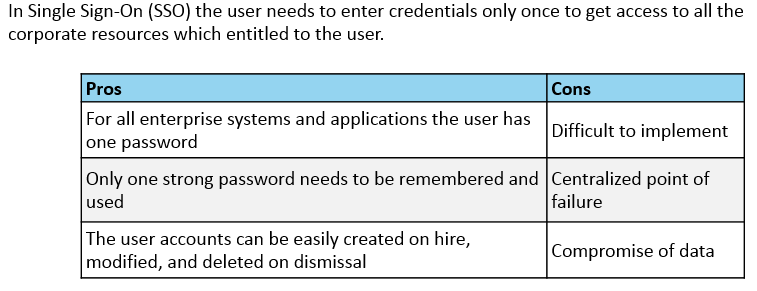 In Single Sign-On (SSO) the user needs to enter credentials only once to get access to all the
corporate resources which entitled to the user.
Pros
Cons
For all enterprise systems and applications the user has
one password
Difficult to implement
Only one strong password needs to be remembered and
used
Centralized point of
failure
The user accounts can be easily created on hire,
modified, and deleted on dismissal
Compromise of data